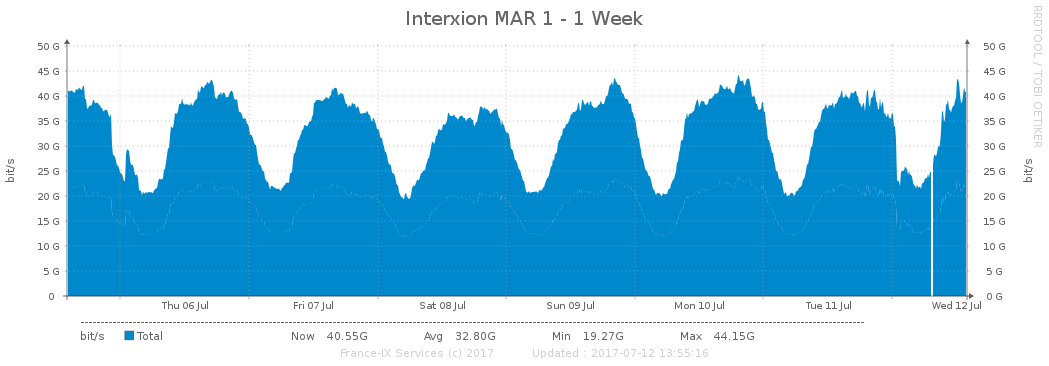 Interxion MAR 1 - 1 Week
RRDTOOL / TOBI OETIKER
bit/s
50 G 50 G
45 G 45 G
40 G 40 G
35 G 35 G
30 G 30 G
25 G 25 G
20 G 20 G
15 G 15 G
10 G 10 G
5 G 5 G
0 0 G
bit/s
Thu 06 Jul Fri 07 Jul Sat 08 Jul Sun 09 Jul Mon 10 Jul Tue 11 Jul Wed 12 Jul
bit/s Total Now 40.55G Avg 32.80G Min 19.27G Max 44.15G
France-IX Services (c) 2017 Updated : 2017-07-12 13:55:16